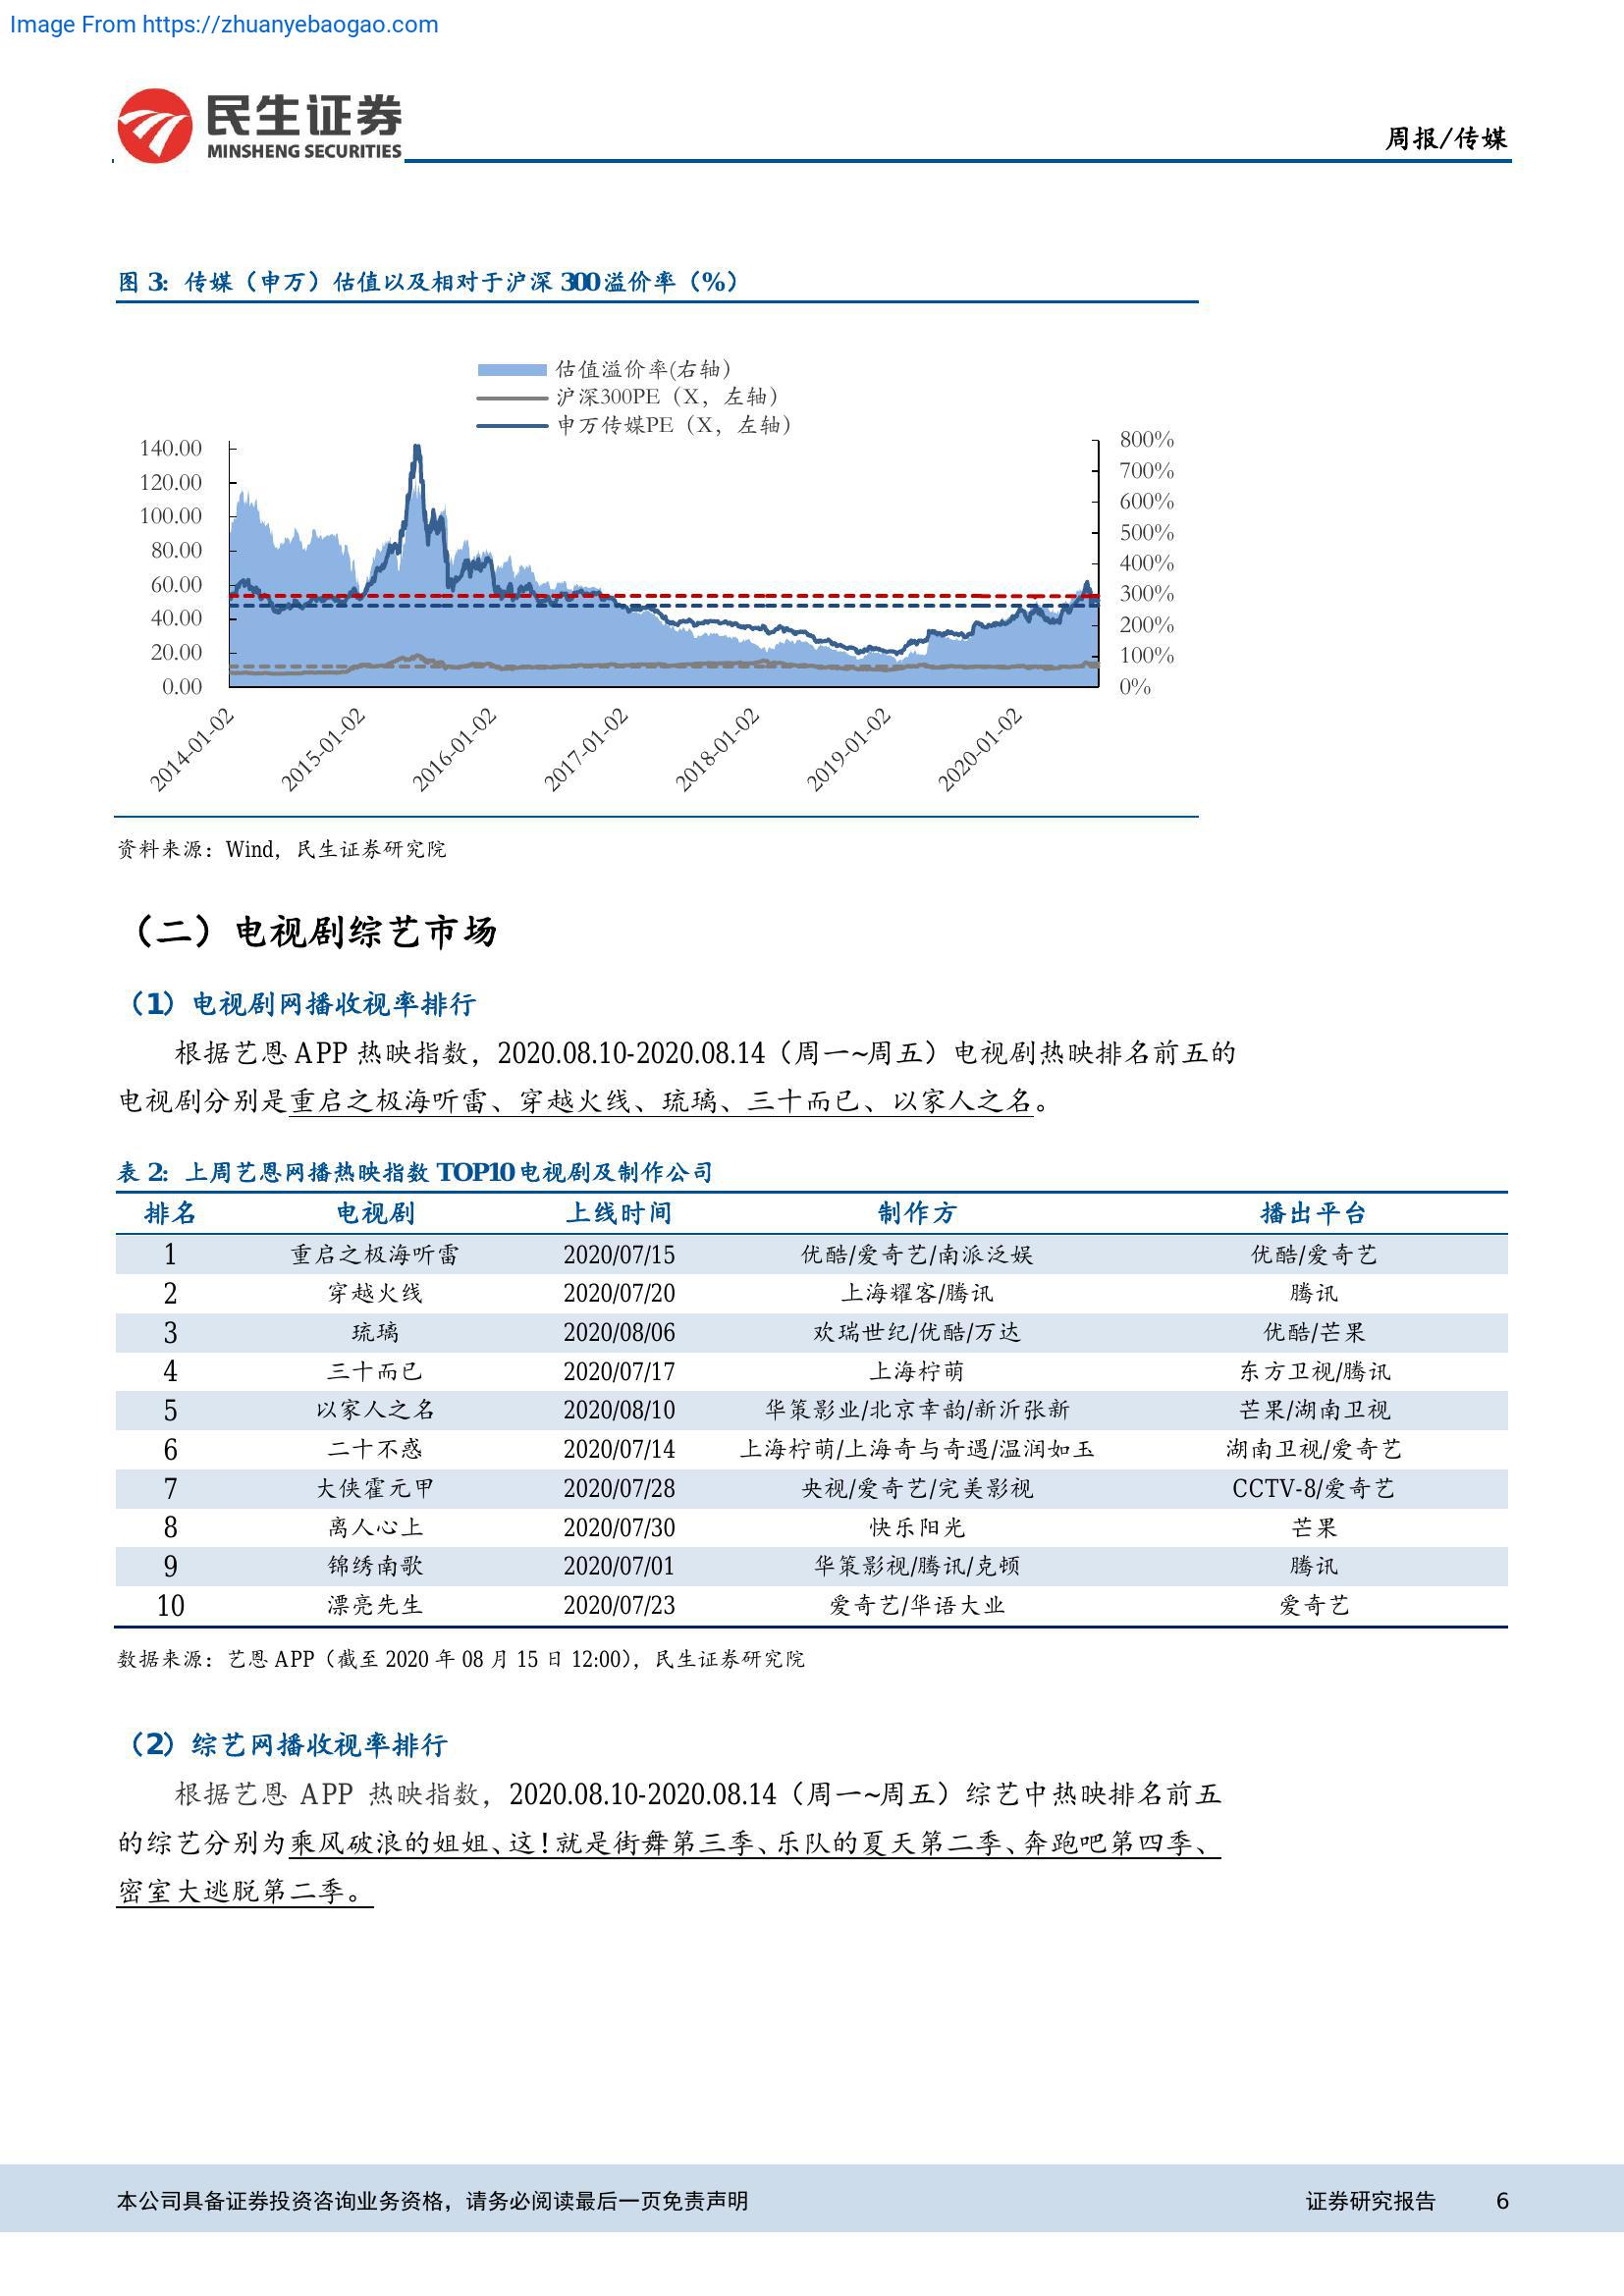 Image From https://zhuanyebaogao.com
民生证券
MINSHENG SECURITIES
周报/传媒
图 3：传媒（申万）估值以及相对于沪深 300 溢价率（%）
估值溢价率(右轴)
沪深300PE（X，左轴）
申万传媒PE（X，左轴）
140.00
120.00
100.00
80.00
60.00
40.00
20.00
0.00
800%
700%
600%
500%
400%
300%
200%
100%
0%
2014-01-02
2015-01-02
2016-01-02
2017-01-02
2018-01-02
2019-01-02
2020-01-02
资料来源：Wind，民生证券研究院
（二）电视剧综艺市场
（1）电视剧网播收视率排行
根据艺恩 APP 热映指数，2020.08.10-2020.08.14（周一~周五）电视剧热映排名前五的
电视剧分别是重启之极海听雷、穿越火线、琉璃、三十而已、以家人之名。
表 2：上周艺恩网播热映指数 TOP10 电视剧及制作公司
排名 电视剧 上线时间 制作方 播出平台
1 重启之极海听雷 2020/07/15 优酷/爱奇艺/南派泛娱 优酷/爱奇艺
2 穿越火线 2020/07/20 上海耀客/腾讯 腾讯
3 琉璃 2020/08/06 欢瑞世纪/优酷/万达 优酷/芒果
4 三十而已 2020/07/17 上海柠萌 东方卫视/腾讯
5 以家人之名 2020/08/10 华策影业/北京幸韵/新沂张新 芒果/湖南卫视
6 二十不惑 2020/07/14 上海柠萌/上海奇与奇遇/温润如玉 湖南卫视/爱奇艺
7 大侠霍元甲 2020/07/28 央视/爱奇艺/完美影视 CCTV-8/爱奇艺
8 离人心上 2020/07/30 快乐阳光 芒果
9 锦绣南歌 2020/07/01 华策影视/腾讯/克顿 腾讯
10 漂亮先生 2020/07/23 爱奇艺/华语大业 爱奇艺
数据来源：艺恩 APP（截至 2020 年 08 月 15 日 12:00），民生证券研究院
（2）综艺网播收视率排行
根据艺恩 APP 热映指数，2020.08.10-2020.08.14（周一~周五）综艺中热映排名前五
的综艺分别为乘风破浪的姐姐、这！就是街舞第三季、乐队的夏天第二季、奔跑吧第四季、
密室大逃脱第二季。
本公司具备证券投资咨询业务资格，请务必阅读最后一页免责声明
证券研究报告 6